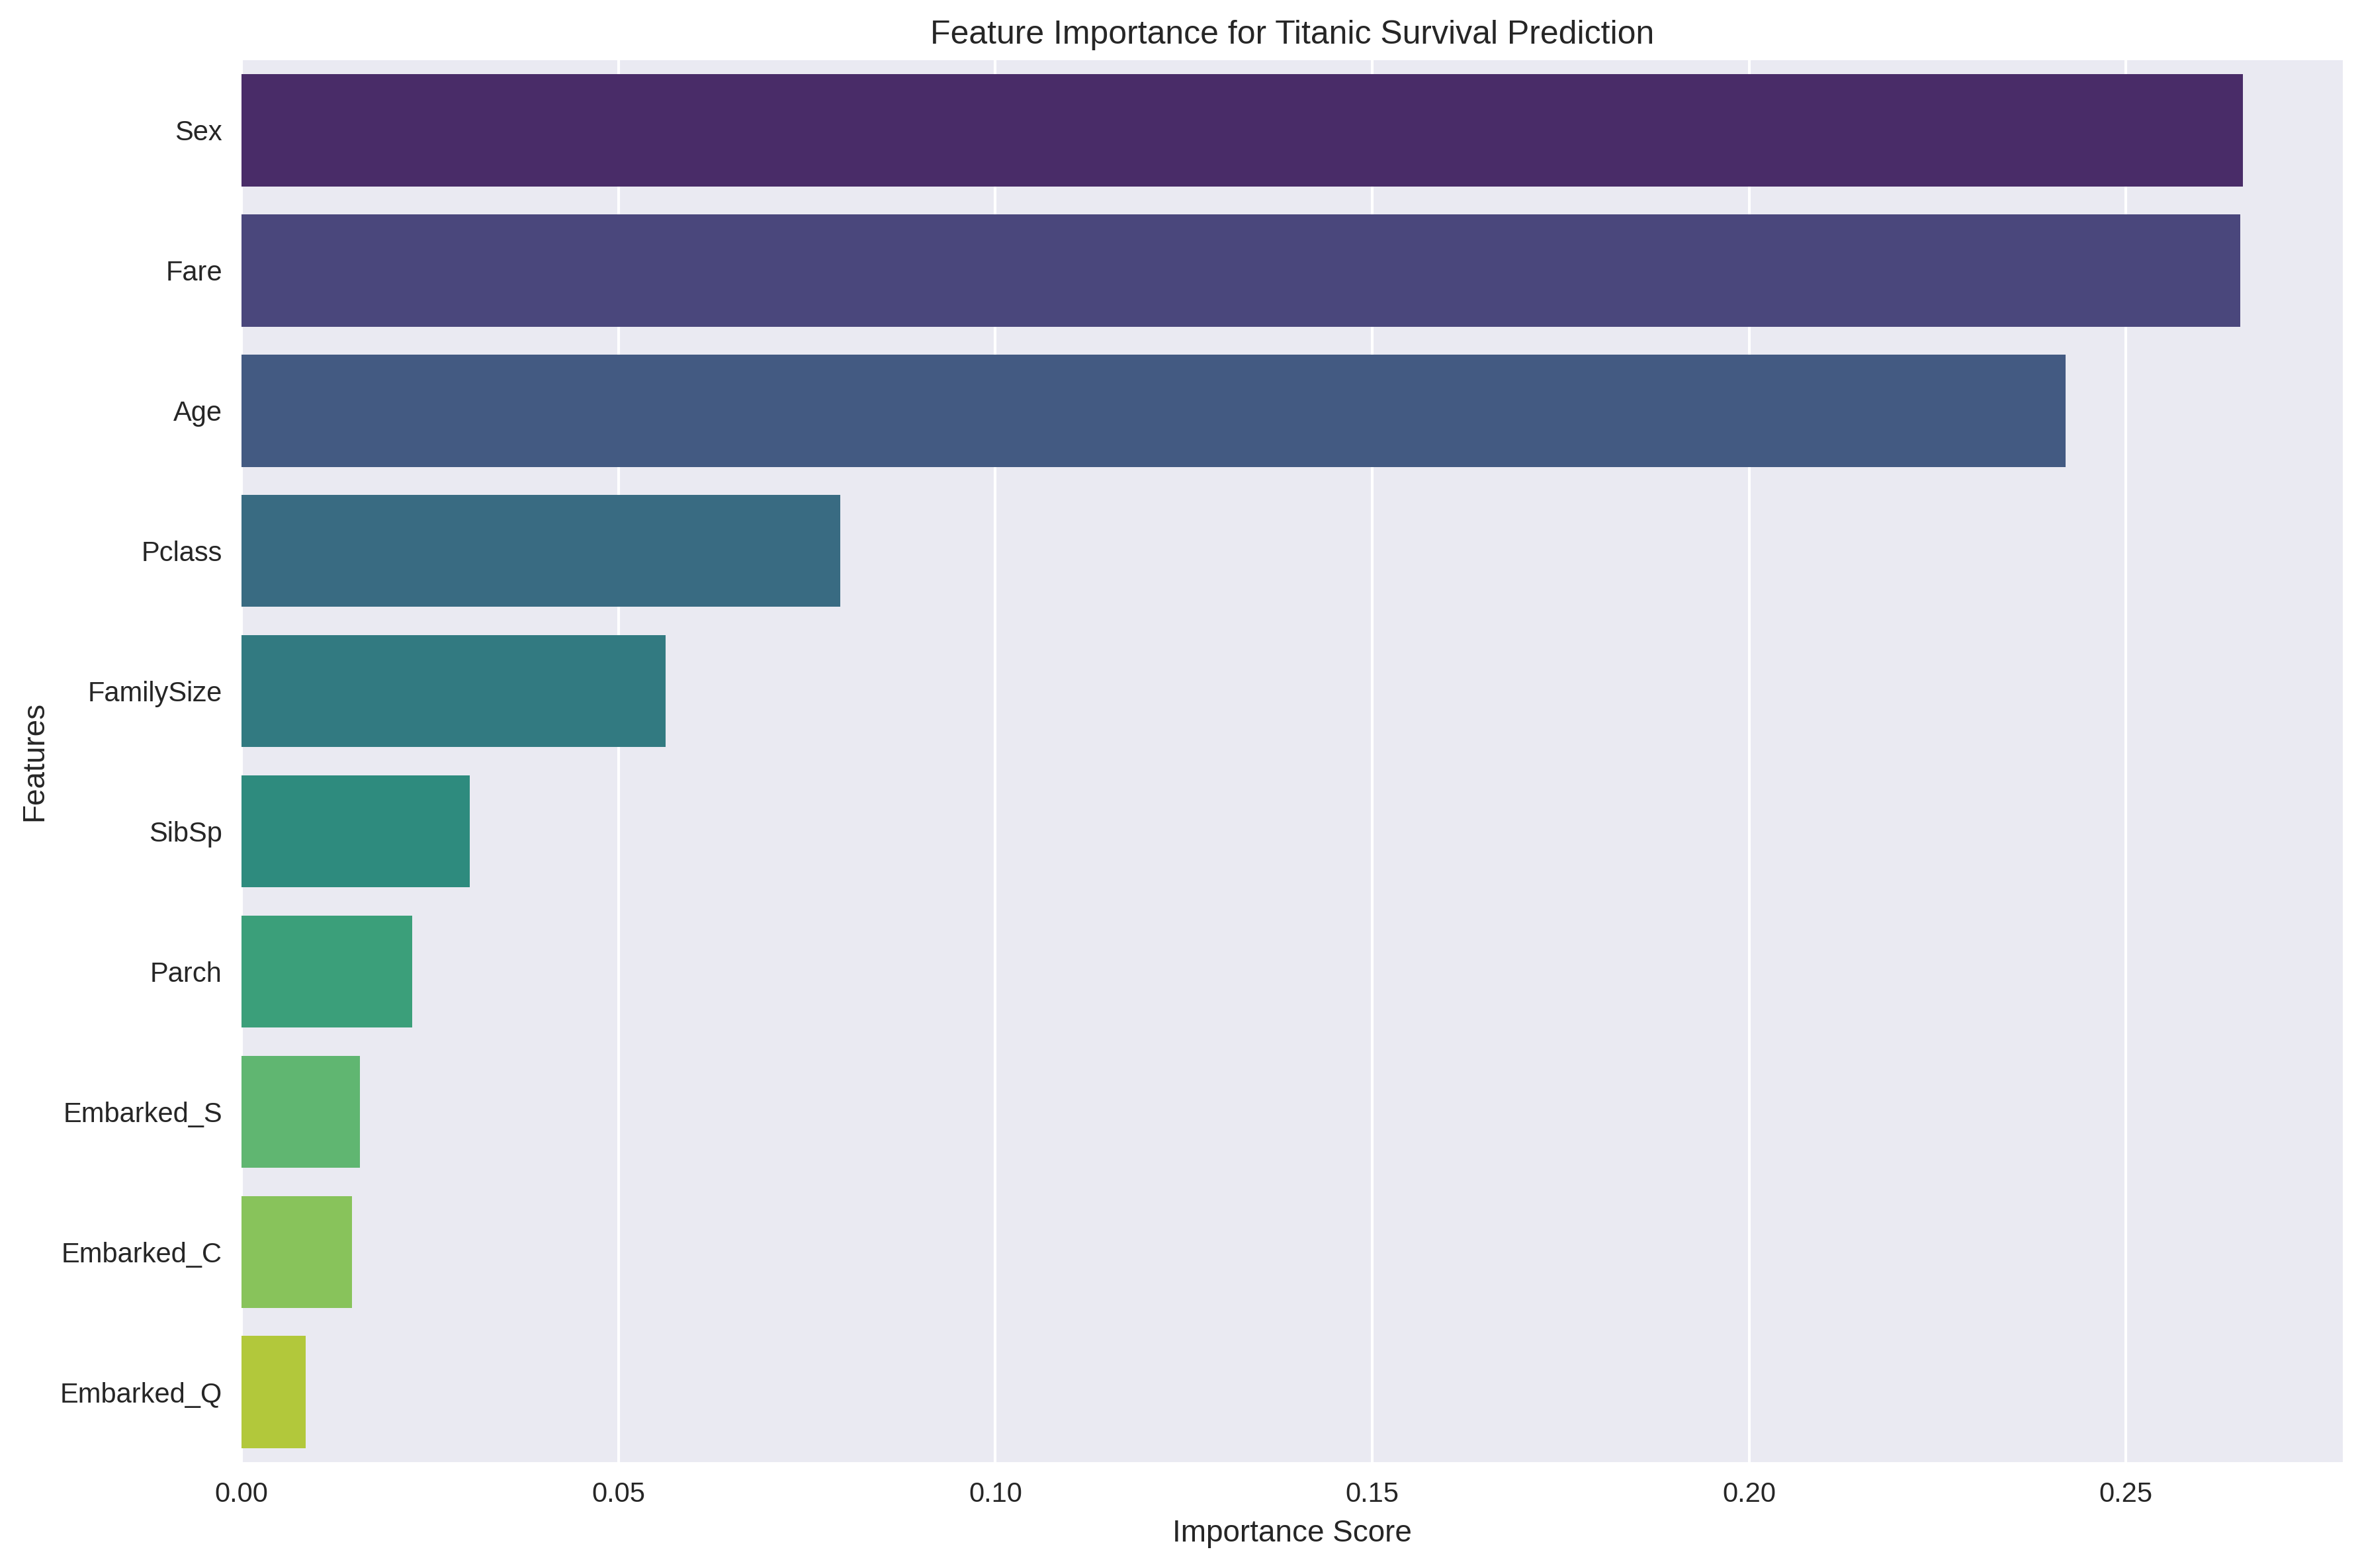 Feature Importance for Titanic Survival Prediction
Sex
Fare
Age
Pclass
FamilySize
SibSp
Parch
Embarked_S
Embarked_C
Embarked_Q
Features
0.00 0.05 0.10 0.15 0.20 0.25
Importance Score